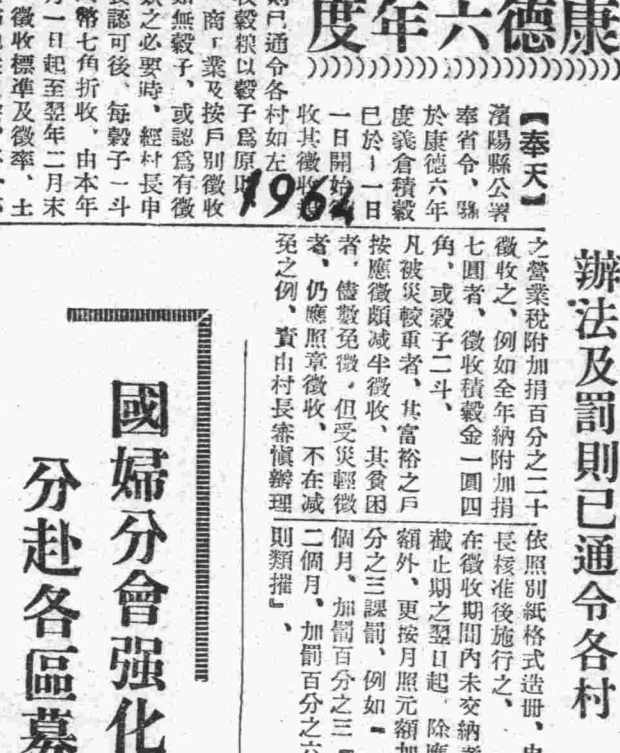 康德六年度
辦法及罰則已通令各村
【奉天】
瀋陽縣公署
奉省令、關
於康德六年
度義倉積穀
已於十一日
一日開始
收其徵收
則已通令各村如左
收穀粮以穀子爲原則
商工業及按戶別徵收
如無穀子、或認爲有徵
款之必要時、經村長申
長認可後、每穀子一斗
幣七角折收、由本年
月一日起至翌年二月末
徵收標準及徵率、土
1962
之營業稅附加捐百分之二十
徵收之、例如全年納附加捐
七圓者、徵收積穀金一圓四
角、或穀子二斗、
凡被災較重者、其富裕之戶
按應徵頗減半徵收、其貧困
者、儘數免徵。但受災輕微
者、仍應照章徵收、不在减
免之例、責由村長審愼辦理
依照別紙格式造册、
長核准後施行之、
在徵收期間內未交納者
截止期之翌日起、除應
額外、更按月照元額加
分之三課罰、例如『
個月、加罰百分之三『
二個月、加罰百分之六
則類推』、
國婦分會强化
分赴各區募